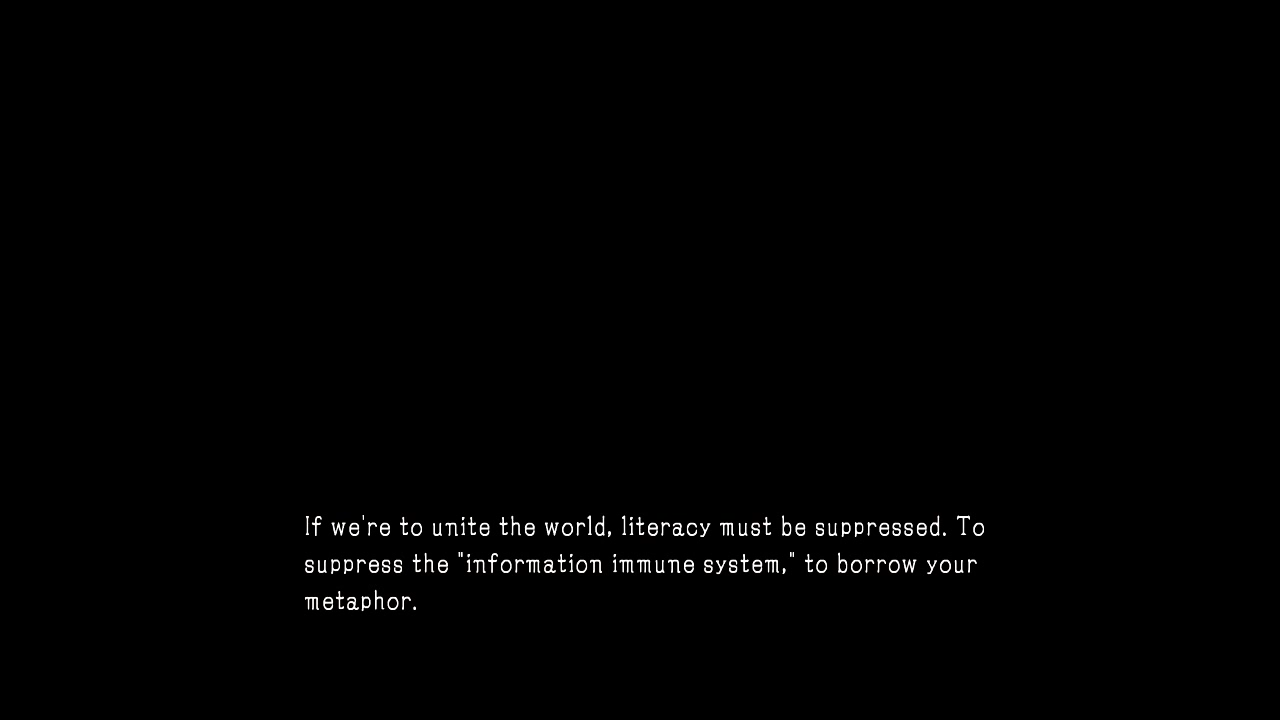 If we're to unite the world, literacy must be suppressed. To
suppress the "information immune system," to borrow your
metaphor.